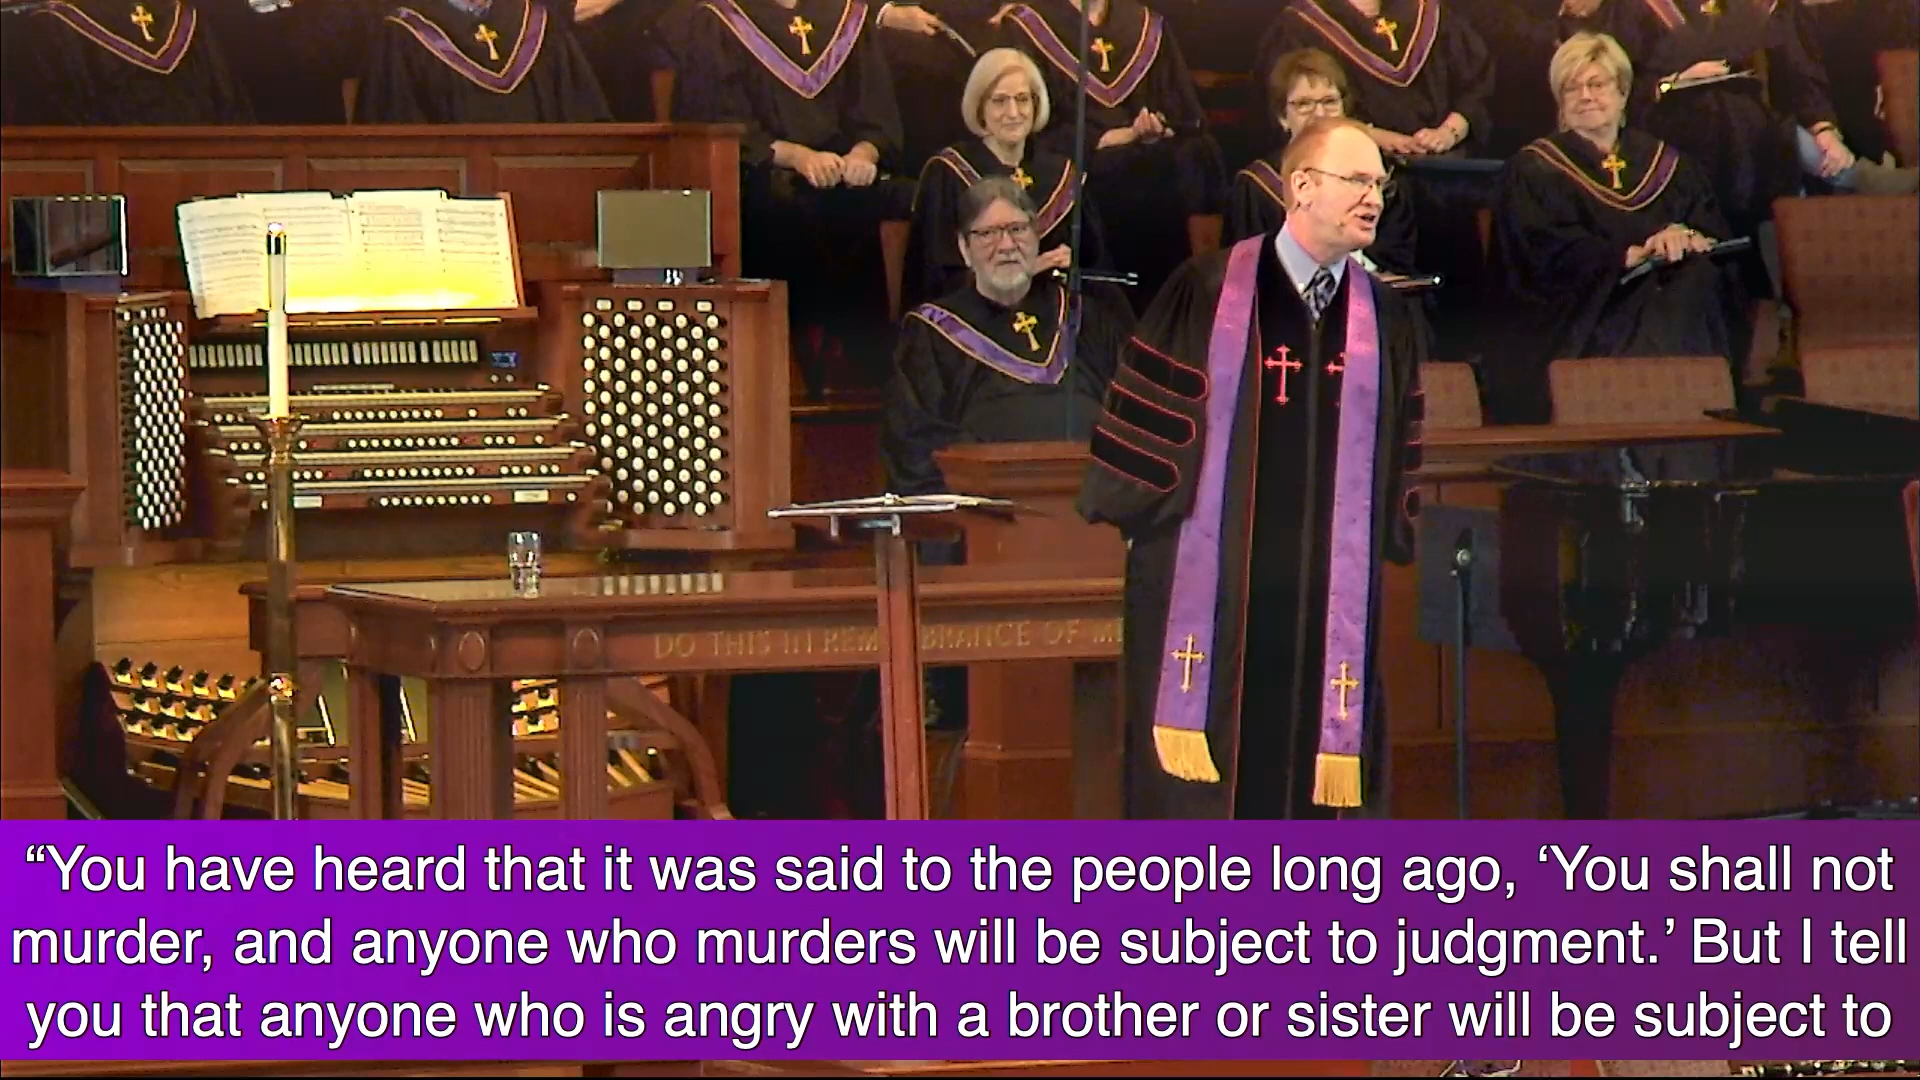 DO THIS IN REMEMBRANCE OF ME
“You have heard that it was said to the people long ago, ‘You shall not
murder, and anyone who murders will be subject to judgment.’ But I tell
you that anyone who is angry with a brother or sister will be subject to